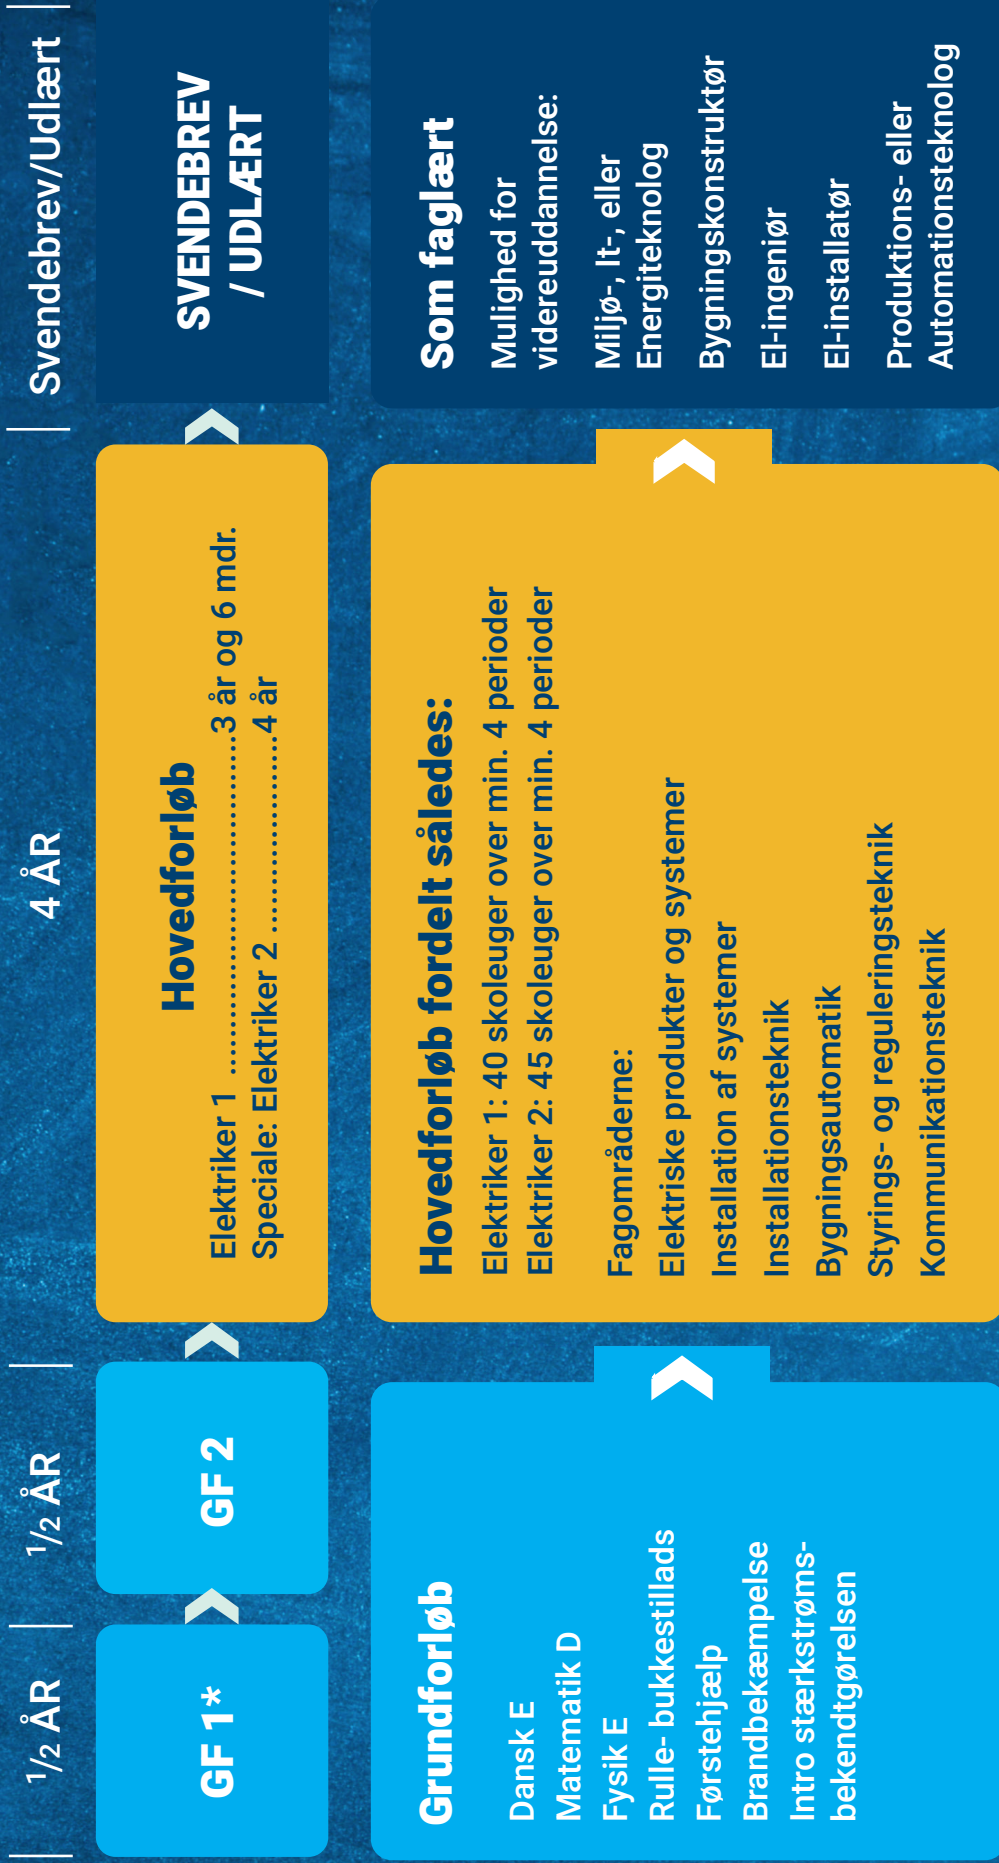 ½ ÅR
½ ÅR
4 ÅR
Svendebrev/Udlært
GF 1*
GF 2
Hovedforløb
Elektriker 1 ........................................3 år og 6 mdr.
Speciale: Elektriker 2 .......................4 år
SVENDEBREV
/ UDLÆRT
Grundforløb
Dansk E
Matematik D
Fysik E
Rulle- bukkestillads
Førstehjælp
Brandbekæmpelse
Intro stærkstrøms-
bekendtgørelsen
Hovedforløb fordelt således:
Elektriker 1: 40 skoleuger over min. 4 perioder
Elektriker 2: 45 skoleuger over min. 4 perioder
Fagområderne:
Elektriske produkter og systemer
Installation af systemer
Installationsteknik
Bygningsautomatik
Styrings- og reguleringsteknik
Kommunikationsteknik
Som faglært
Mulighed for
videreuddannelse:
Miljø-, It-, eller
Energiteknolog
Bygningskonstruktør
El-ingeniør
El-installatør
Produktions- eller
Automationsteknolog